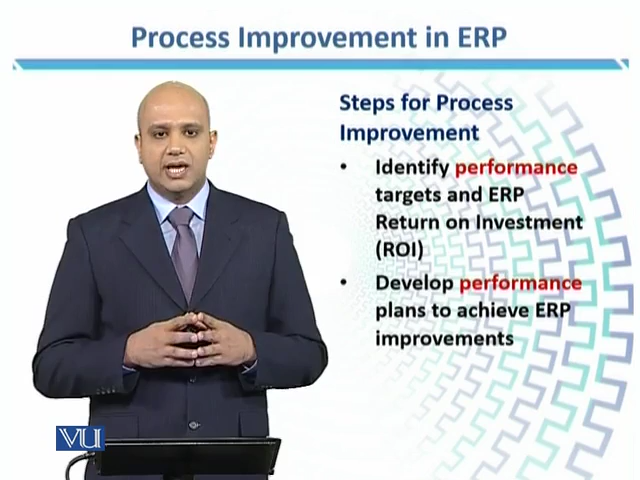 Process Improvement in ERP
Steps for Process
Improvement
• Identify performance
targets and ERP
Return on Investment
(ROI)
• Develop performance
plans to achieve ERP
improvements
VU